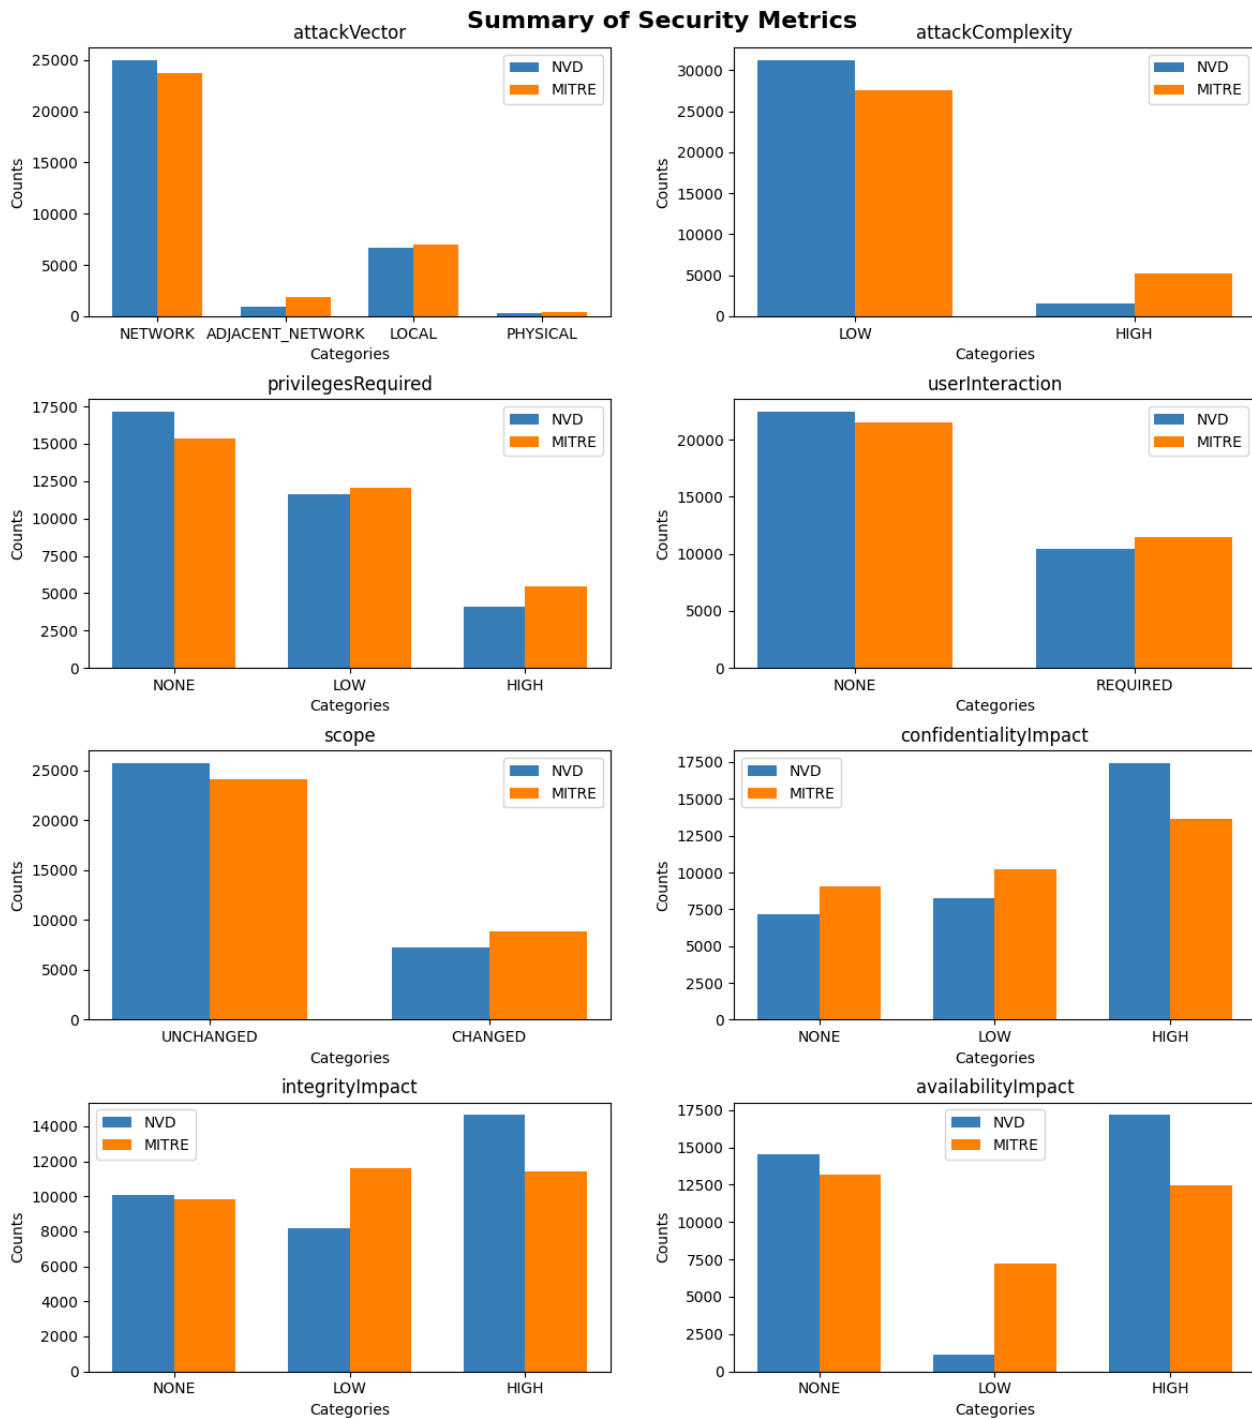 Summary of Security Metrics
attackVector
NVD
MITRE
25000
20000
15000
10000
5000
0
Counts
NETWORK ADJACENT_NETWORK LOCAL PHYSICAL
Categories
attackComplexity
NVD
MITRE
30000
25000
20000
15000
10000
5000
0
Counts
LOW HIGH
Categories
privilegesRequired
NVD
MITRE
17500
15000
12500
10000
7500
5000
2500
0
Counts
NONE LOW HIGH
Categories
userInteraction
NVD
MITRE
20000
15000
10000
5000
0
Counts
NONE REQUIRED
Categories
scope
NVD
MITRE
25000
20000
15000
10000
5000
0
Counts
UNCHANGED CHANGED
Categories
confidentialityImpact
NVD
MITRE
17500
15000
12500
10000
7500
5000
2500
0
Counts
NONE LOW HIGH
Categories
integrityImpact
NVD
MITRE
14000
12000
10000
8000
6000
4000
2000
0
Counts
NONE LOW HIGH
Categories
availabilityImpact
NVD
MITRE
17500
15000
12500
10000
7500
5000
2500
0
Counts
NONE LOW HIGH
Categories